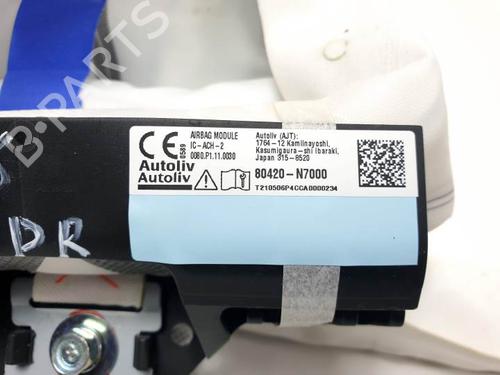 B-PARTS
CE
0589
AIRBAG MODULE
IC-ACH-2
0080.P1.11.0030
Autoliv (AJT):
1764-12 Kamiinayoshi,
Kasumigaura-shi Ibaraki,
Japan 315-8520
Autoliv
Autoliv
80420-N7000
T210506P4CCA0000234
DR